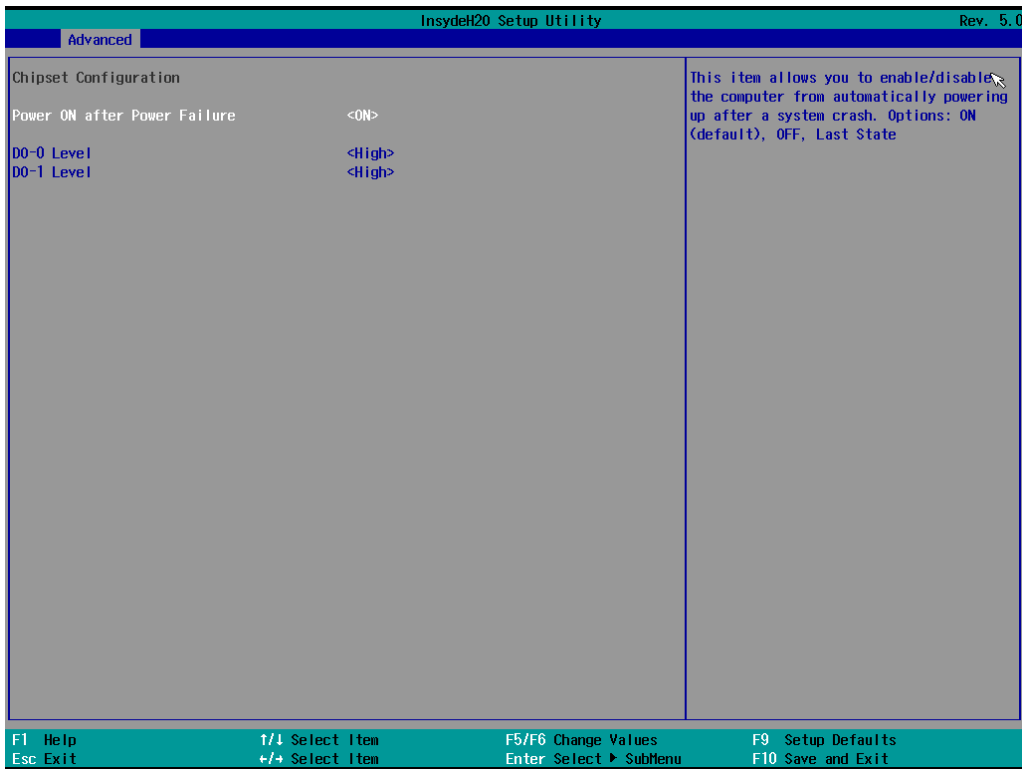 InsydeH20 Setup Utility Rev. 5.0
Advanced
Chipset Configuration
Power ON after Power Failure <ON>
DO-0 Level <High>
DO-1 Level <High>
This item allows you to enable/disable
the computer from automatically powering
up after a system crash. Options: ON
(default), OFF, Last State
F1 Help ↑/↓ Select Item F5/F6 Change Values F9 Setup Defaults
Esc Exit ←/→ Select Item Enter Select ▶ SubMenu F10 Save and Exit